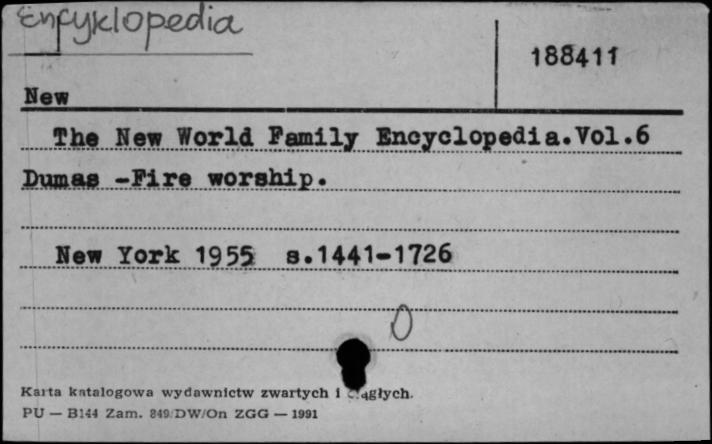 Encyklopedia
188411
New
The New World Family Encyclopedia.Vol.6
Dumas -Fire worship.
New York 1955 s.1441-1726
0
Karta katalogowa wydawnictw zwartych i ciągłych.
PU — B144 Zam. 849/DW/On ZGG — 1991